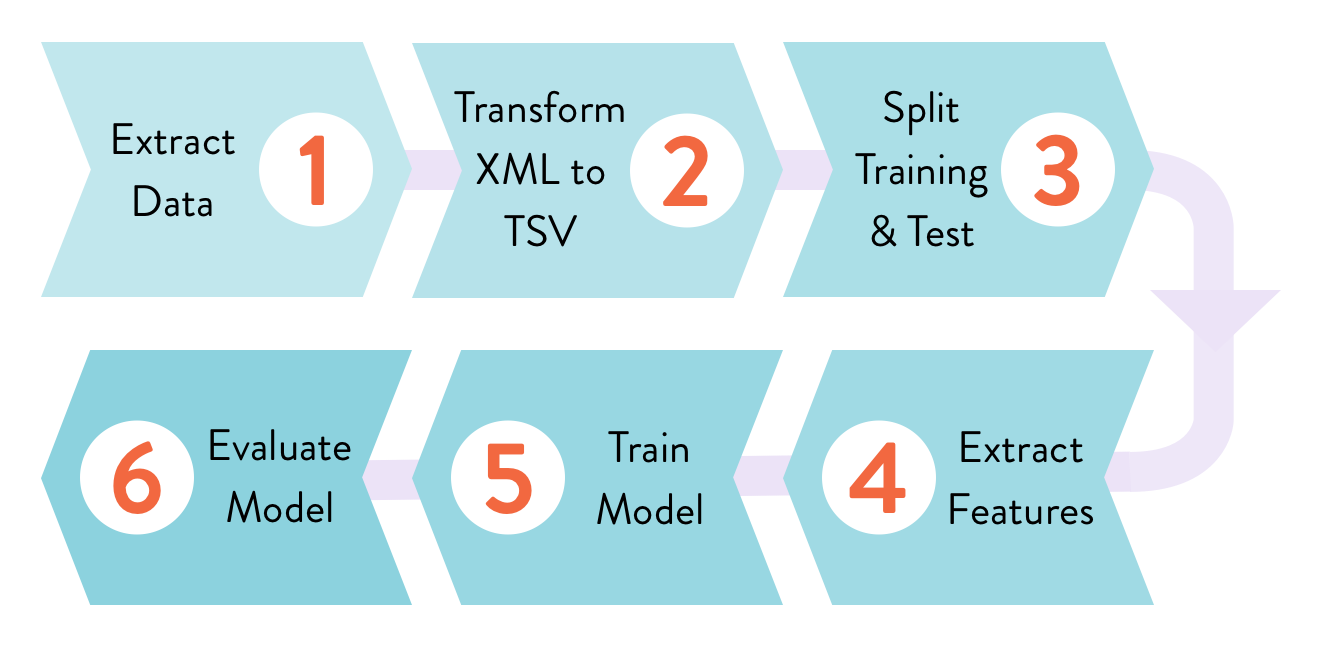 Extract
Data
1
Transform
XML to
TSV
2
Split
Training
& Test
3
4
Extract
Features
5
Train
Model
6
Evaluate
Model